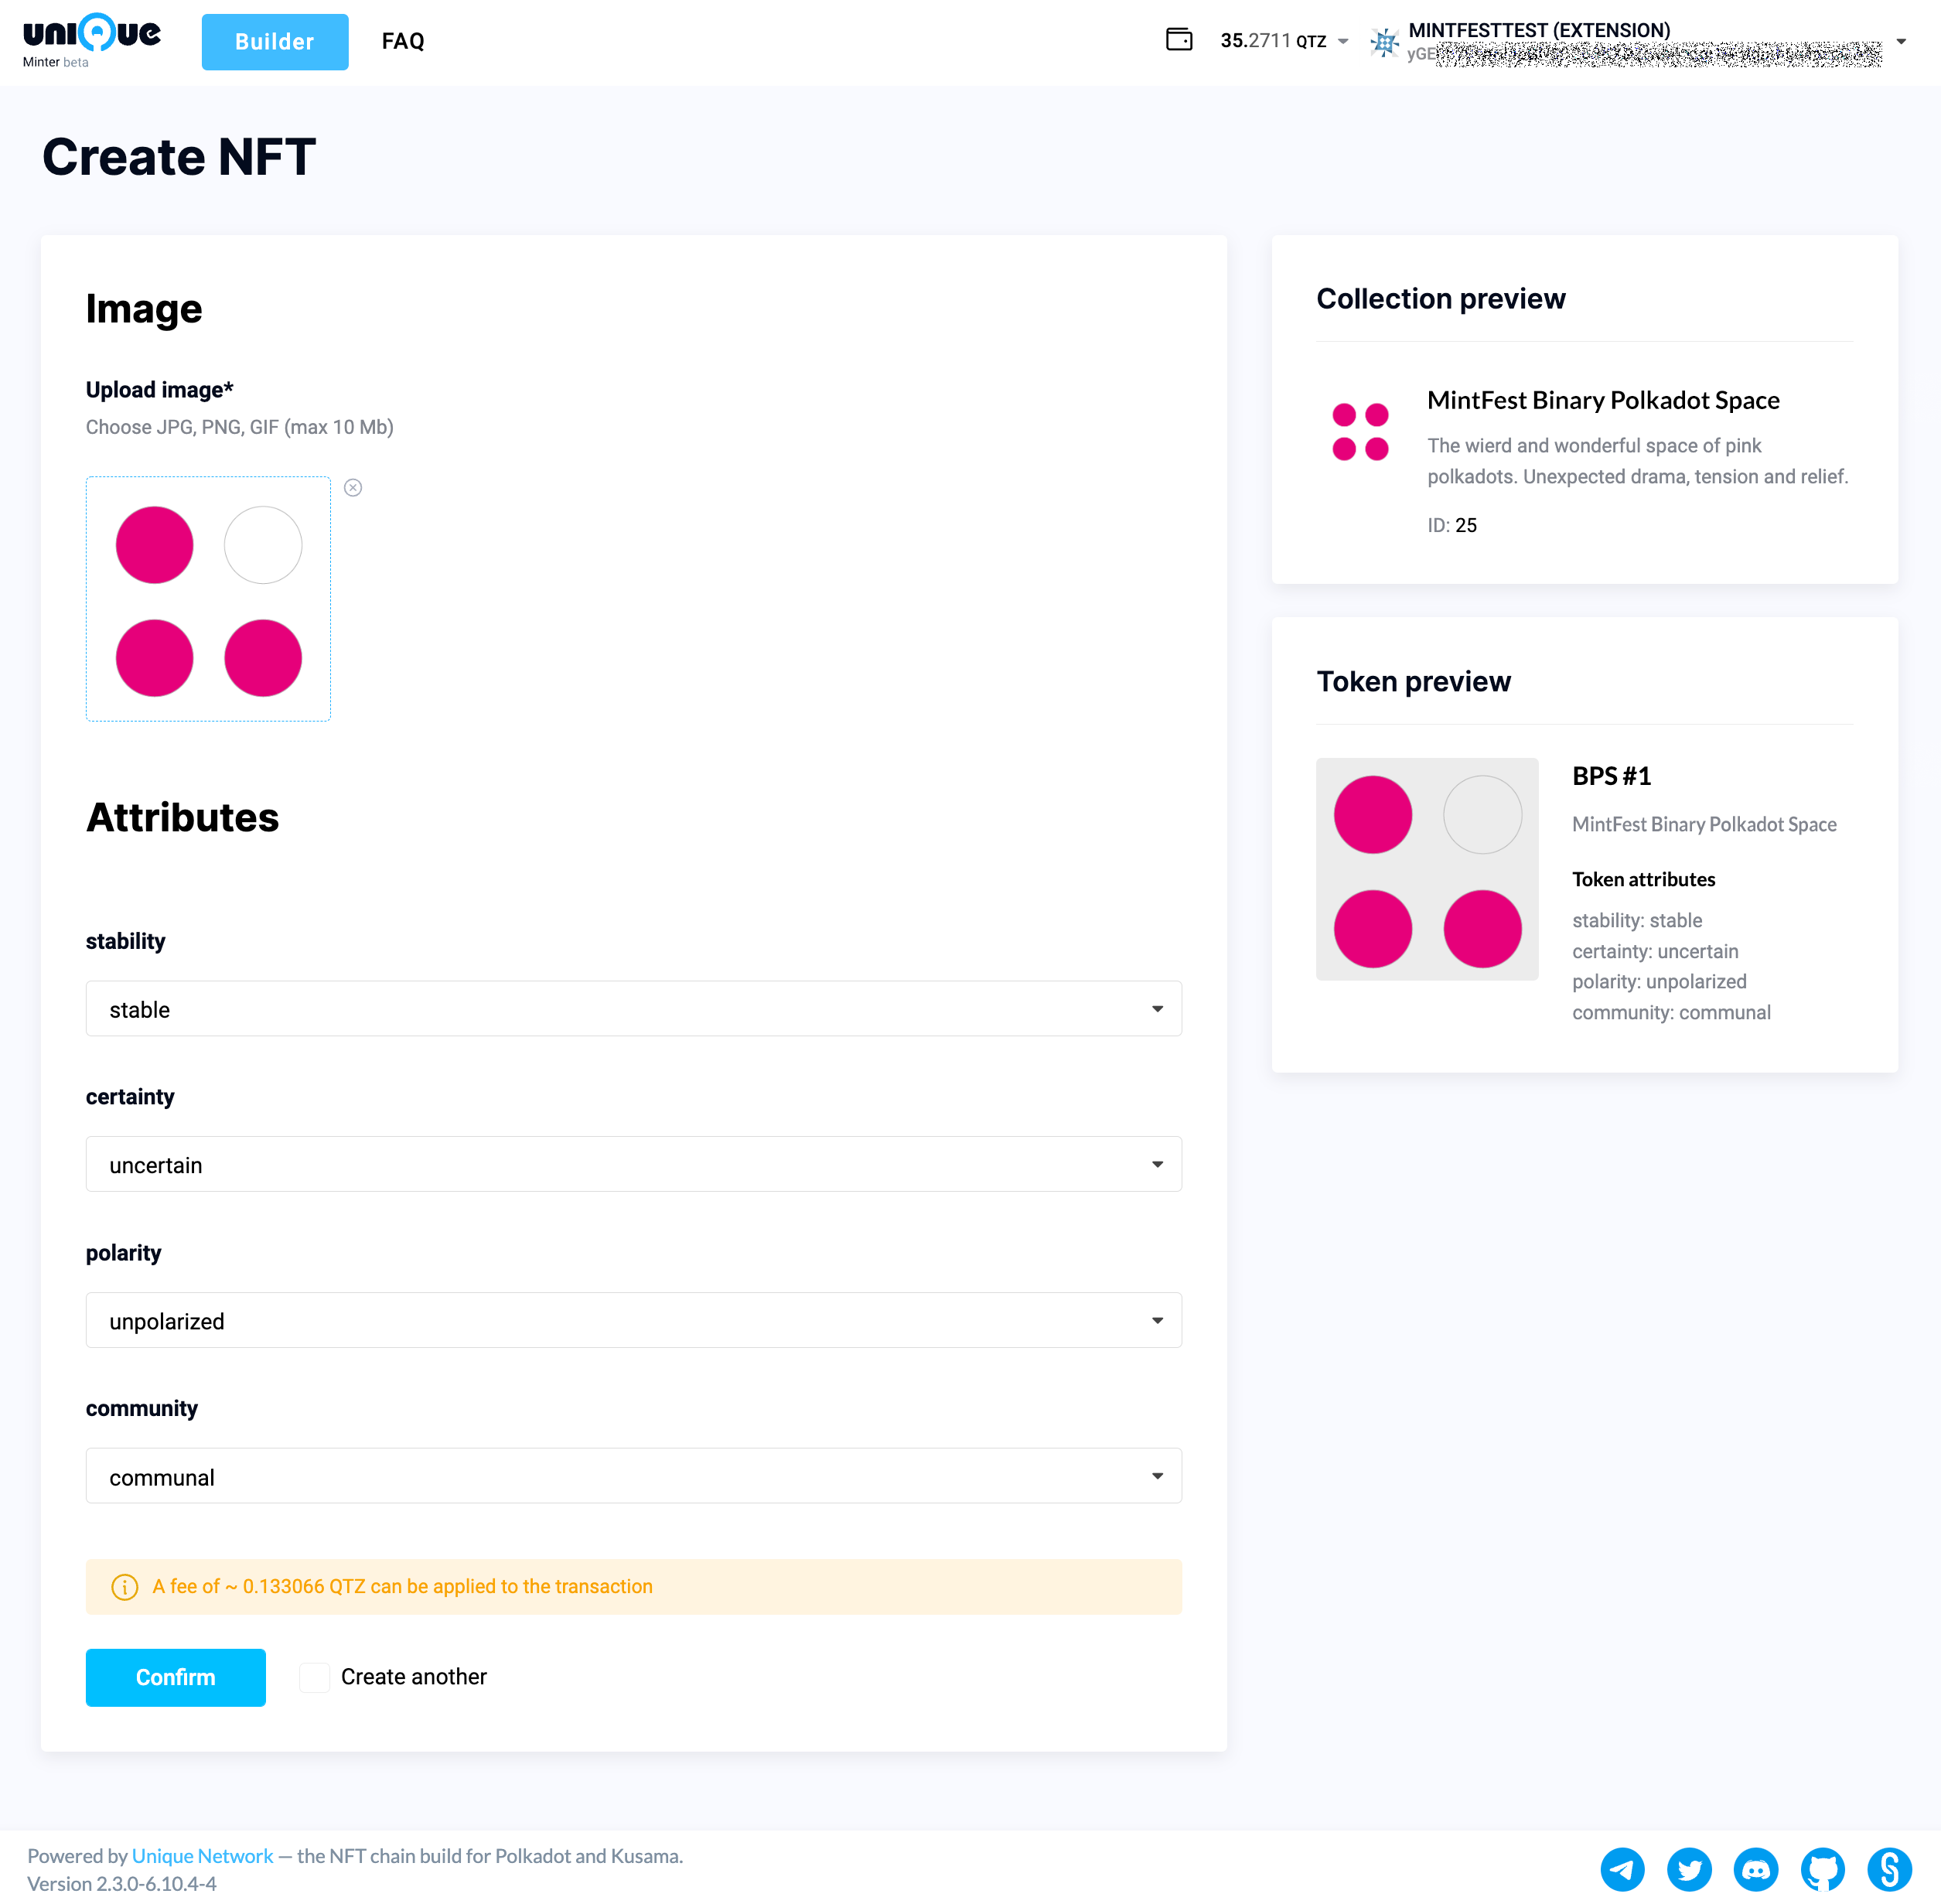 unique
Minter beta
Builder
FAQ
35.2711 QTZ
MINTFESTTEST (EXTENSION)
yGE
Create NFT
Image
Upload image*
Choose JPG, PNG, GIF (max 10 Mb)
Attributes
stability
stable
certainty
uncertain
polarity
unpolarized
community
communal
A fee of ~ 0.133066 QTZ can be applied to the transaction
Confirm
Create another
Collection preview
MintFest Binary Polkadot Space
The wierd and wonderful space of pink
polkadots. Unexpected drama, tension and relief.
ID: 25
Token preview
BPS #1
MintFest Binary Polkadot Space
Token attributes
stability: stable
certainty: uncertain
polarity: unpolarized
community: communal
Powered by Unique Network — the NFT chain build for Polkadot and Kusama.
Version 2.3.0-6.10.4-4